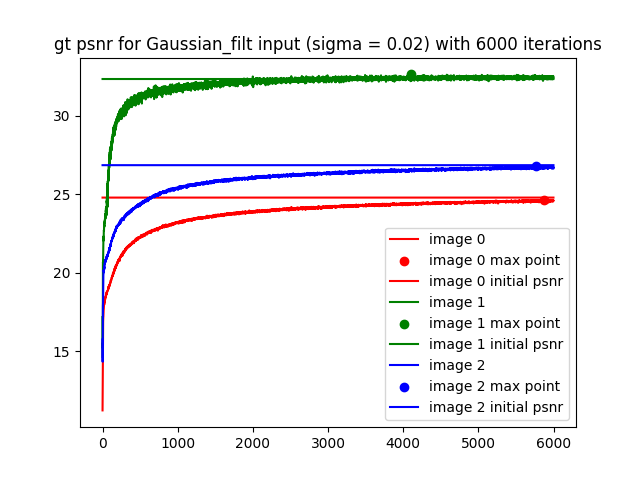 gt psnr for Gaussian_filt input (sigma = 0.02) with 6000 iterations
30
25
20
15
image 0
image 0 max point
image 0 initial psnr
image 1
image 1 max point
image 1 initial psnr
image 2
image 2 max point
image 2 initial psnr
0 1000 2000 3000 4000 5000 6000